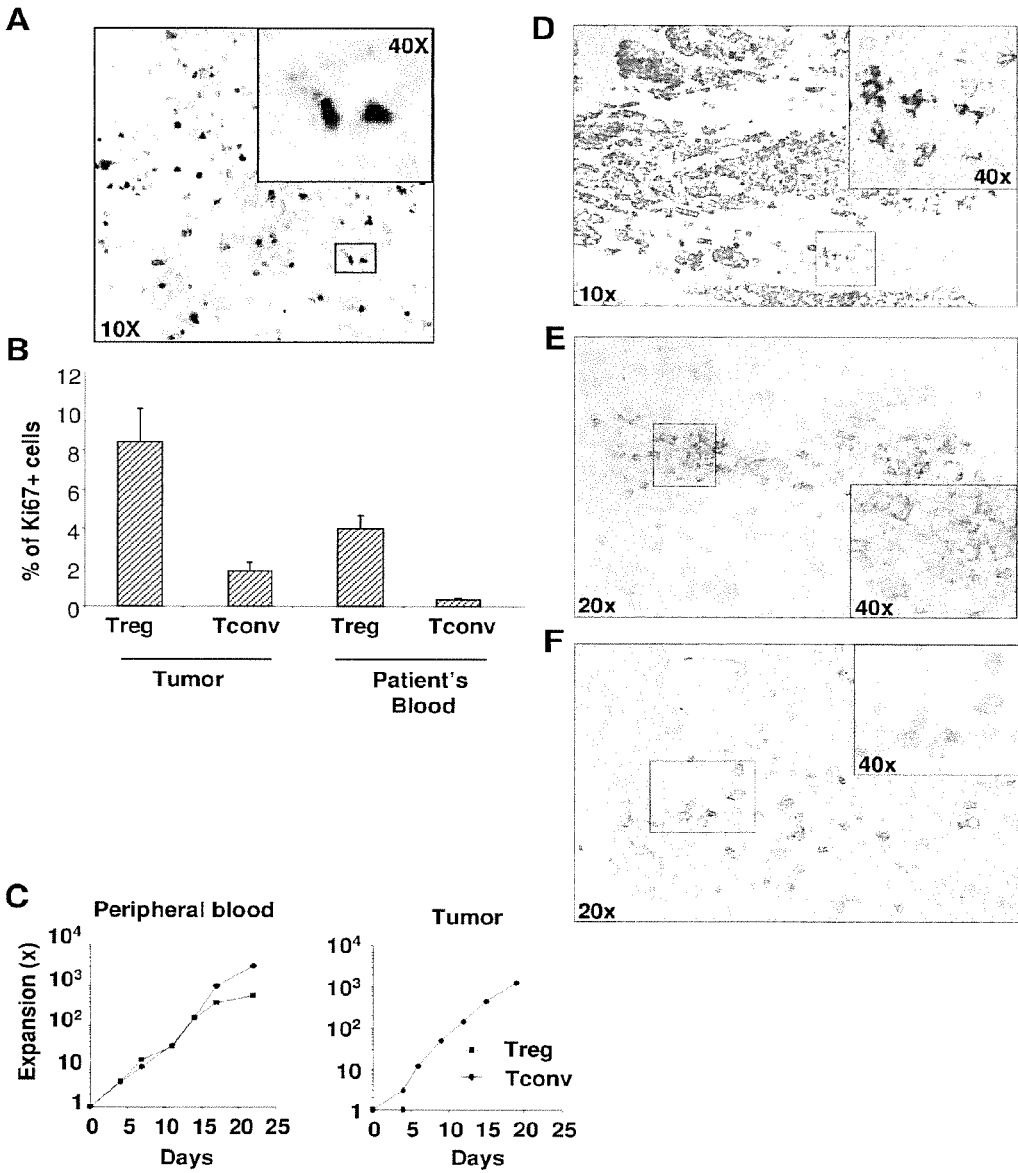 A
40X
10X
B
12
10
8
6
4
2
0
% of Ki67+ cells
Treg
Tconv
Treg
Tconv
Tumor
Patient's
Blood
C
Peripheral blood
10^4
10^3
10^2
10
1
Expansion (x)
0 5 10 15 20 25
Days
Tumor
10^4
10^3
10^2
10
1
Treg
Tconv
0 5 10 15 20 25
Days
D
40x
10x
E
20x
40x
F
40x
20x